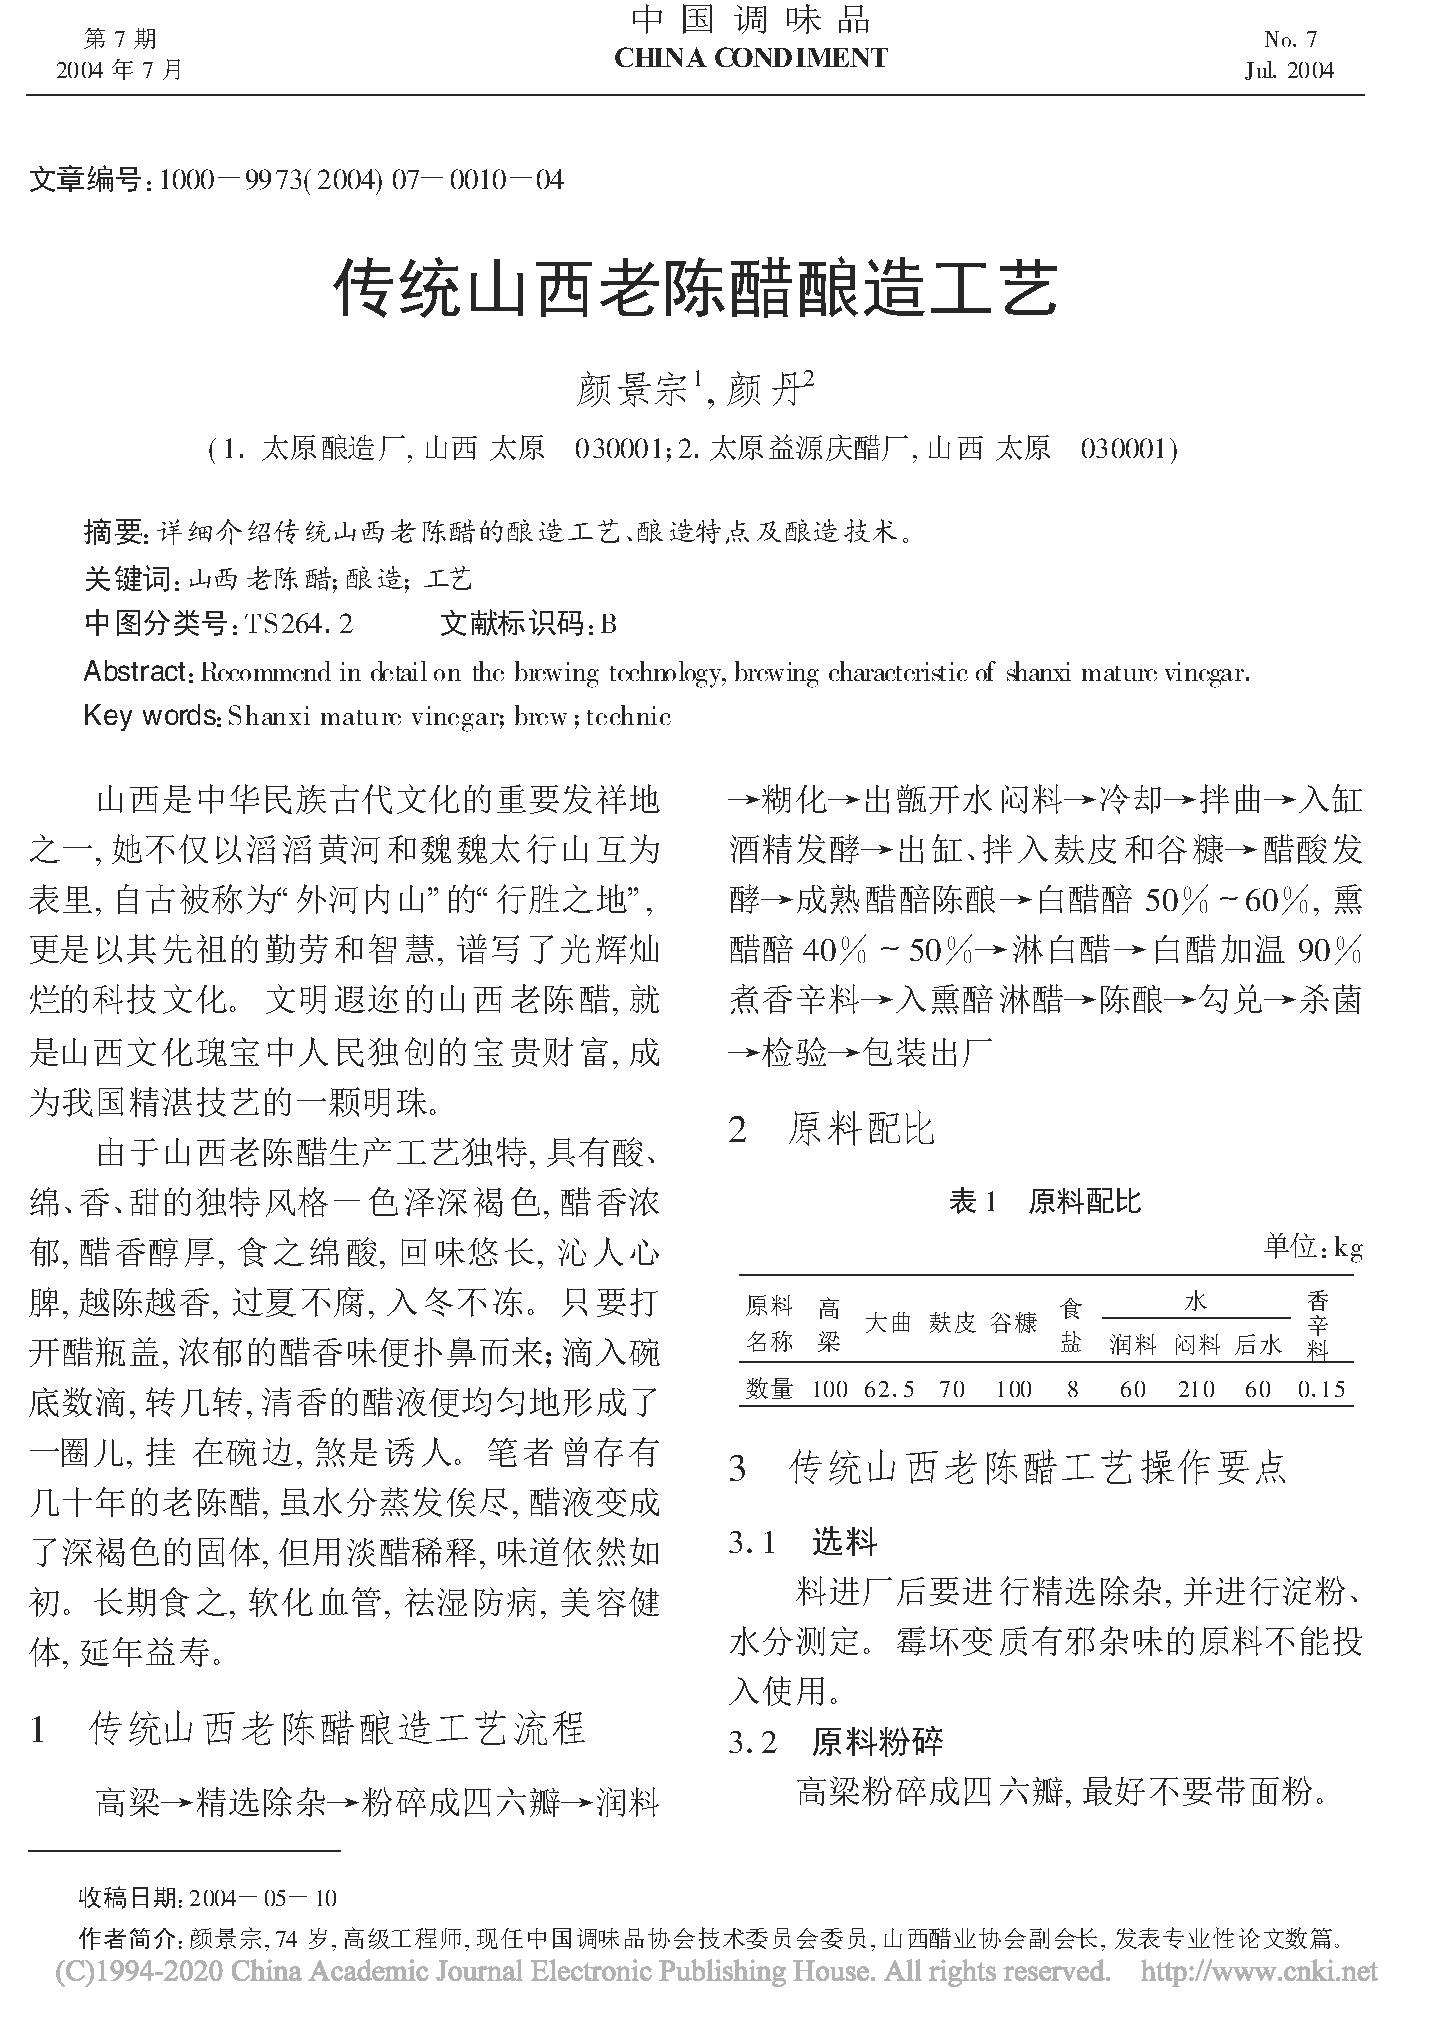 第 7 期
2004 年 7 月
中 国 调 味 品
CHINA CONDIMENT
No. 7
Jul. 2004
文章编号:1000－9973(2004)07－0010－04
传统山西老陈醋酿造工艺
颜景宗1, 颜 丹2
(1. 太原酿造厂, 山西 太原 030001; 2. 太原益源庆醋厂, 山西 太原 030001)
摘要: 详细介绍传统山西老陈醋的酿造工艺、酿造特点及酿造技术。
关键词: 山西老陈醋; 酿造; 工艺
中图分类号: TS264.2 文献标识码: B
Abstract: Recommend in detail on the brewing technology, brewing characteristic of shanxi mature vinegar.
Key words: Shanxi mature vinegar; brew; technic
山西是中华民族古代文化的重要发祥地
之一, 她不仅以滔滔黄河和魏魏太行山互为
表里, 自古被称为“外河内山”的“行胜之地”,
更是以其先祖的勤劳和智慧, 谱写了光辉灿
烂的科技文化。文明遐迩的山西老陈醋, 就
是山西文化瑰宝中人民独创的宝贵财富, 成
为我国精湛技艺的一颗明珠。
由于山西老陈醋生产工艺独特, 具有酸、
绵、香、甜的独特风格－色泽深褐色, 醋香浓
郁, 醋香醇厚, 食之绵酸, 回味悠长, 沁人心
脾, 越陈越香, 过夏不腐, 入冬不冻。只要打
开醋瓶盖, 浓郁的醋香味便扑鼻而来; 滴入碗
底数滴, 转几转, 清香的醋液便均匀地形成了
一圈儿, 挂 在碗边, 煞是诱人。笔者曾存有
几十年的老陈醋, 虽水分蒸发俟尽, 醋液变成
了深褐色的固体, 但用淡醋稀释, 味道依然如
初。长期食之, 软化血管, 祛湿防病, 美容健
体, 延年益寿。
1 传统山西老陈醋酿造工艺流程
高粱→精选除杂→粉碎成四六瓣→润料
→糊化→出甑开水闷料→冷却→拌曲→入缸
酒精发酵→出缸、拌入麸皮和谷糠→醋酸发
酵→成熟醋醅陈酿→白醋醅 50%~60%, 熏
醋醅 40%~50%→淋白醋→白醋加温 90%
煮香辛料→入熏醅淋醋→陈酿→勾兑→杀菌
→检验→包装出厂
2 原料配比
表 1 原料配比
单位: kg
原料名称 高粱 大曲 麸皮 谷糠 食盐 水 香辛料
润料 闷料 后水
数量 100 62.5 70 100 8 60 210 60 0.15
3 传统山西老陈醋工艺操作要点
3.1 选料
料进厂后要进行精选除杂, 并进行淀粉、
水分测定。霉坏变质有邪杂味的原料不能投
入使用。
3.2 原料粉碎
高粱粉碎成四六瓣, 最好不要带面粉。
收稿日期: 2004－05－10
作者简介: 颜景宗, 74 岁, 高级工程师, 现任中国调味品协会技术委员会委员, 山西醋业协会副会长, 发表专业性论文数篇。
(C)1994-2020 China Academic Journal Electronic Publishing House. All rights reserved. http://www.cnki.net